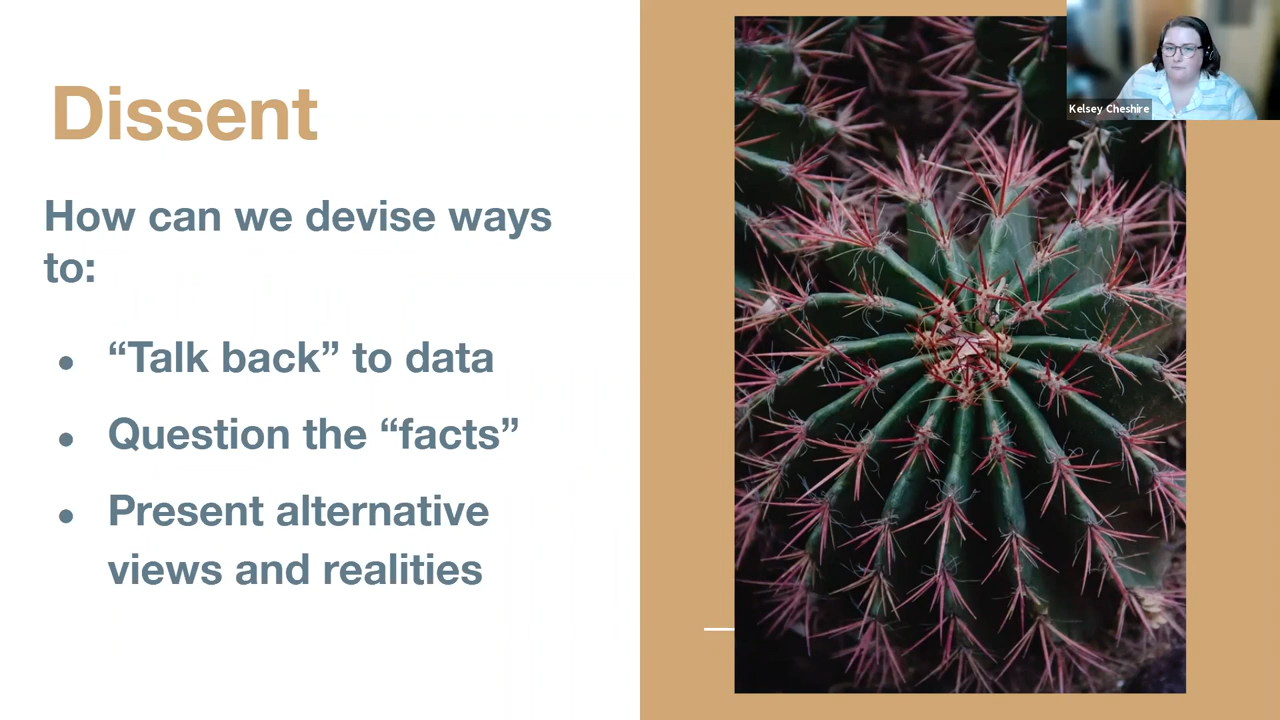 Dissent
How can we devise ways
to:
● “Talk back” to data
● Question the “facts”
● Present alternative
views and realities
Kelsey Cheshire